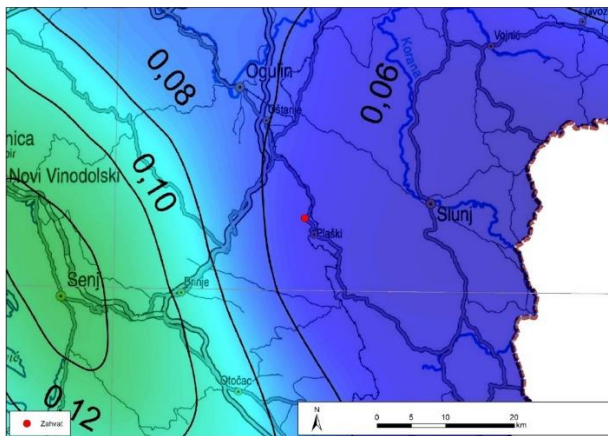 Vojnić
0,08
Ogulin
Korana
0,06
Oštarije
nica
0,10
Novi Vinodolski
Slunj
Plaški
Senj
Brinje
Otočac
0,12
Zahvat
N
0 5 10 20
km